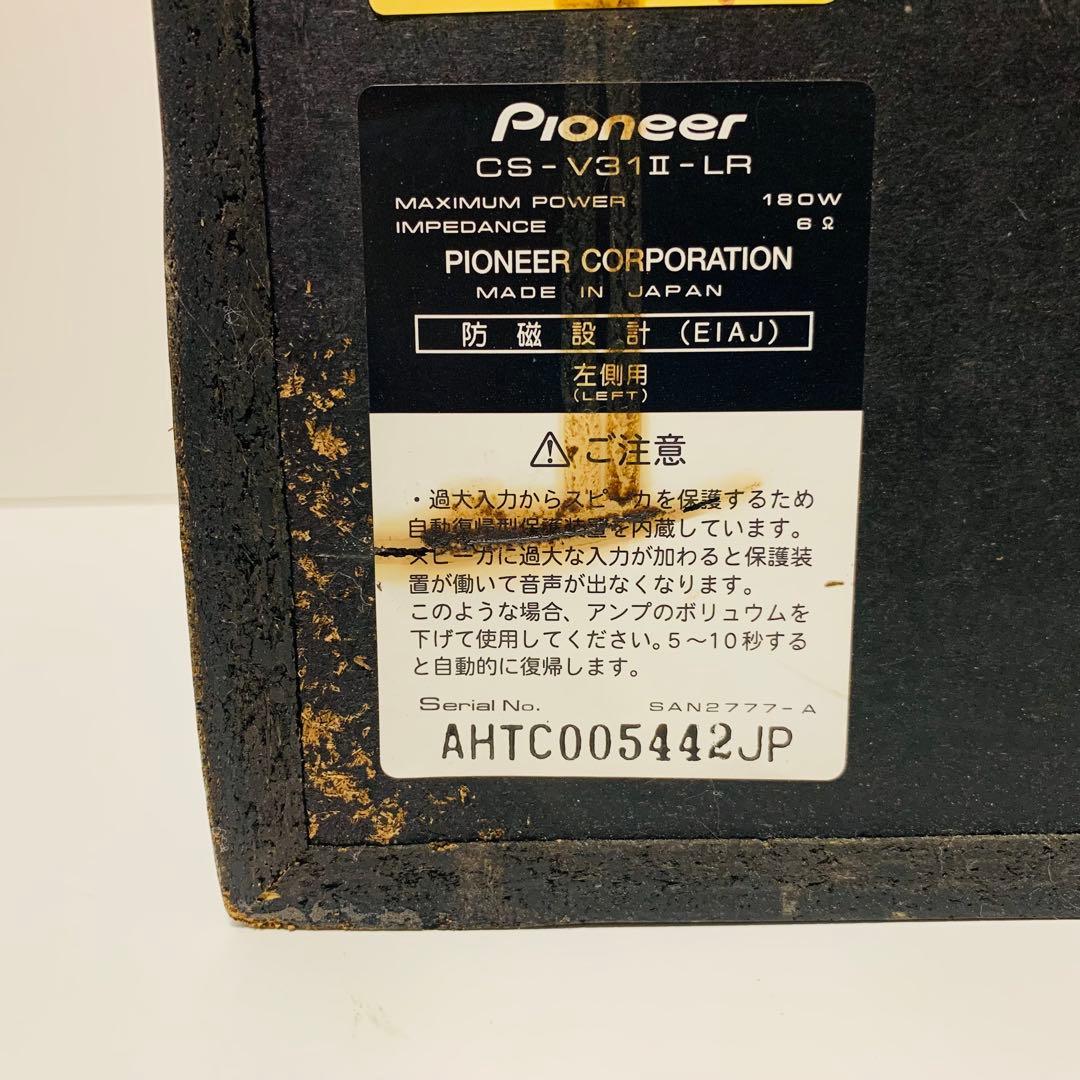 Pioneer
CS-V31Ⅱ-LR
MAXIMUM POWER 180W
IMPEDANCE 6Ω
PIONEER CORPORATION
MADE IN JAPAN
防磁設計(EIAJ)
左側用
(LEFT)
⚠ご注意
・過大入力からスピーカを保護するため
自動復帰型保護装置を内蔵しています。
スピーカに過大な入力が加わると保護装
置が働いて音声が出なくなります。
このような場合、アンプのボリュウムを
下げて使用してください。5〜10秒する
と自動的に復帰します。
Serial No. SAN2777-A
AHTC005442JP